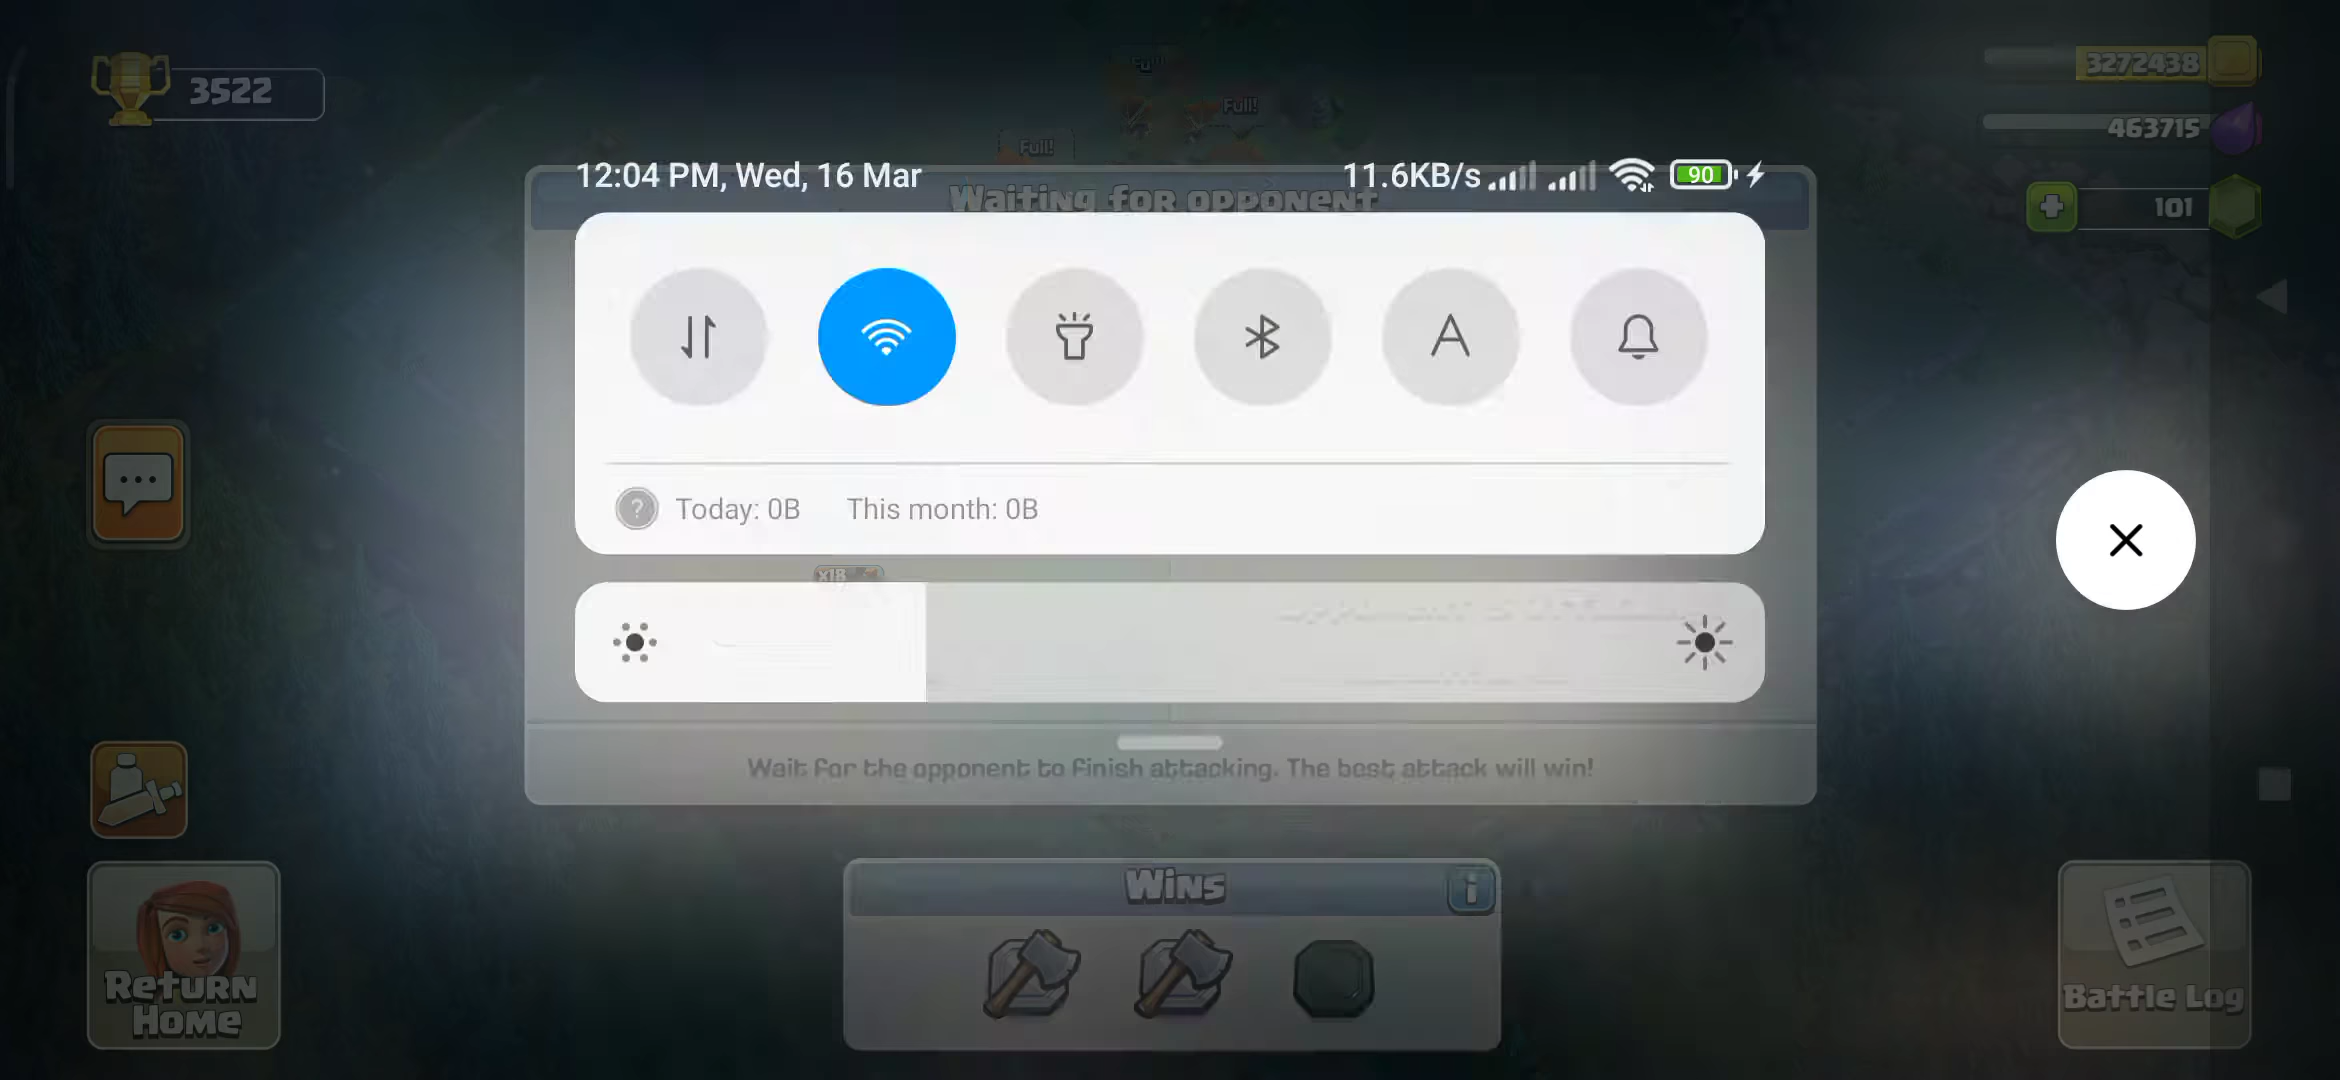 3522
Full!
Full!
Full!
3272438
463715
101
12:04 PM, Wed, 16 Mar
11.6KB/s
90
Waiting for opponent
A
? Today: 0B This month: 0B
x18
Wait for the opponent to finish attacking. The best attack will win!
Wins
i
Return
Home
Battle Log